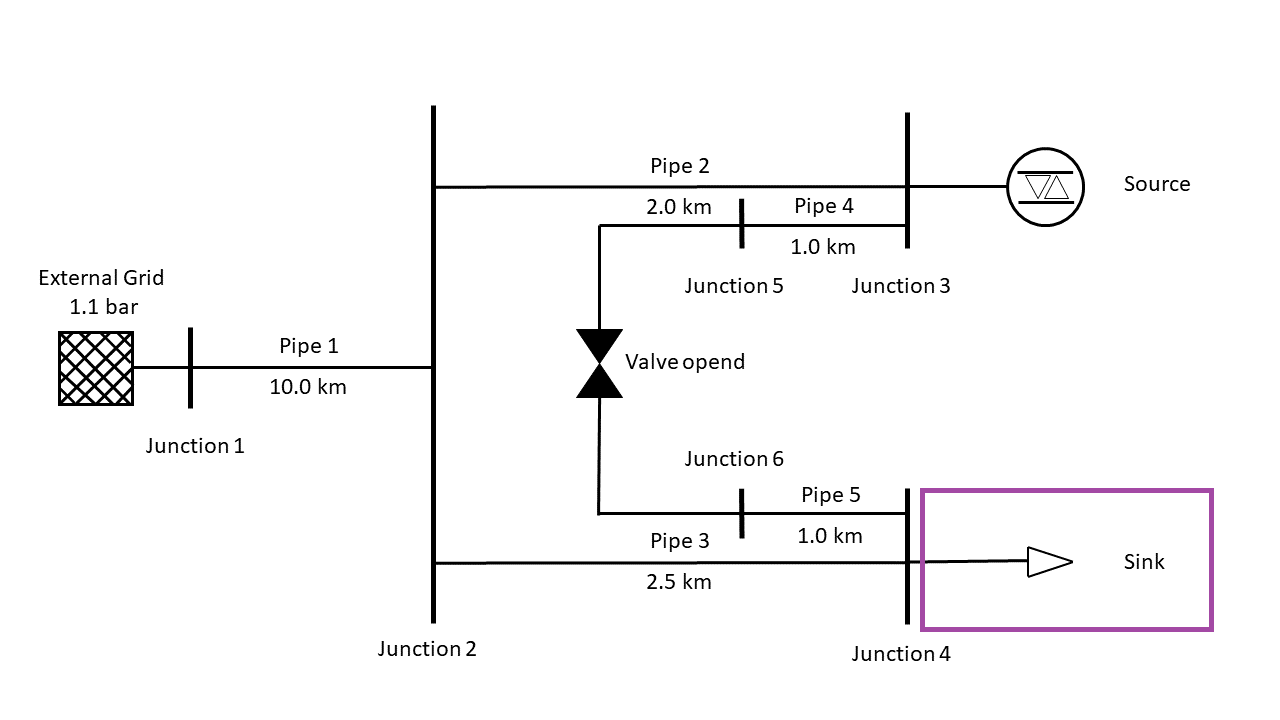 Pipe 2
2.0 km
Pipe 4
1.0 km
Source
Junction 5
Junction 3
External Grid
1.1 bar
Pipe 1
10.0 km
Valve opend
Junction 1
Junction 6
Pipe 5
1.0 km
Pipe 3
2.5 km
Sink
Junction 2
Junction 4